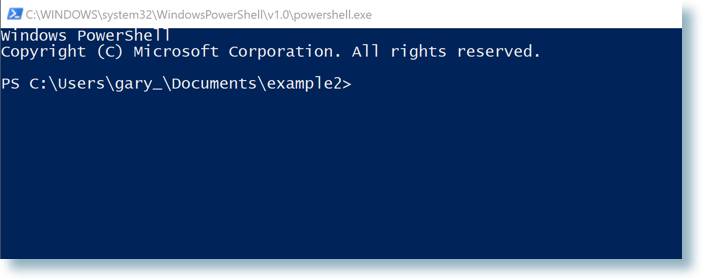 C:\WINDOWS\system32\WindowsPowerShell\v1.0\powershell.exe
Windows PowerShell
Copyright (C) Microsoft Corporation. All rights reserved.
PS C:\Users\gary_\Documents\example2>